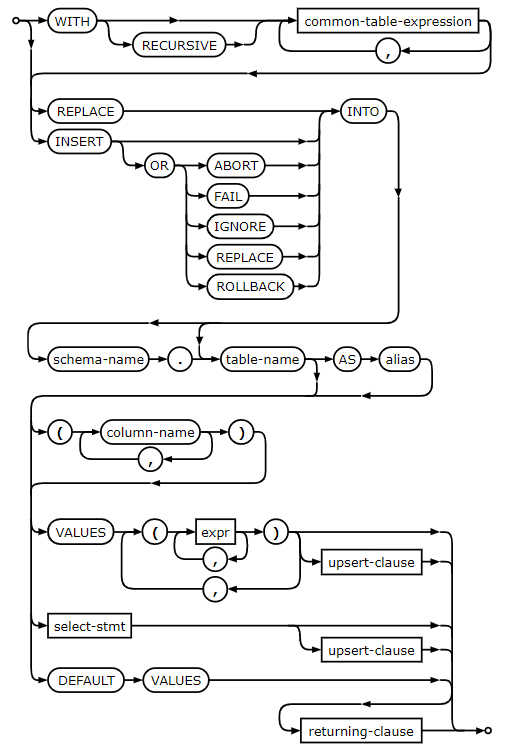 WITH common-table-expression
RECURSIVE ,
REPLACE INTO
INSERT
OR ABORT
FAIL
IGNORE
REPLACE
ROLLBACK
schema-name . table-name AS alias
( column-name )
,
VALUES ( expr )
, upsert-clause
,
select-stmt
upsert-clause
DEFAULT VALUES
returning-clause